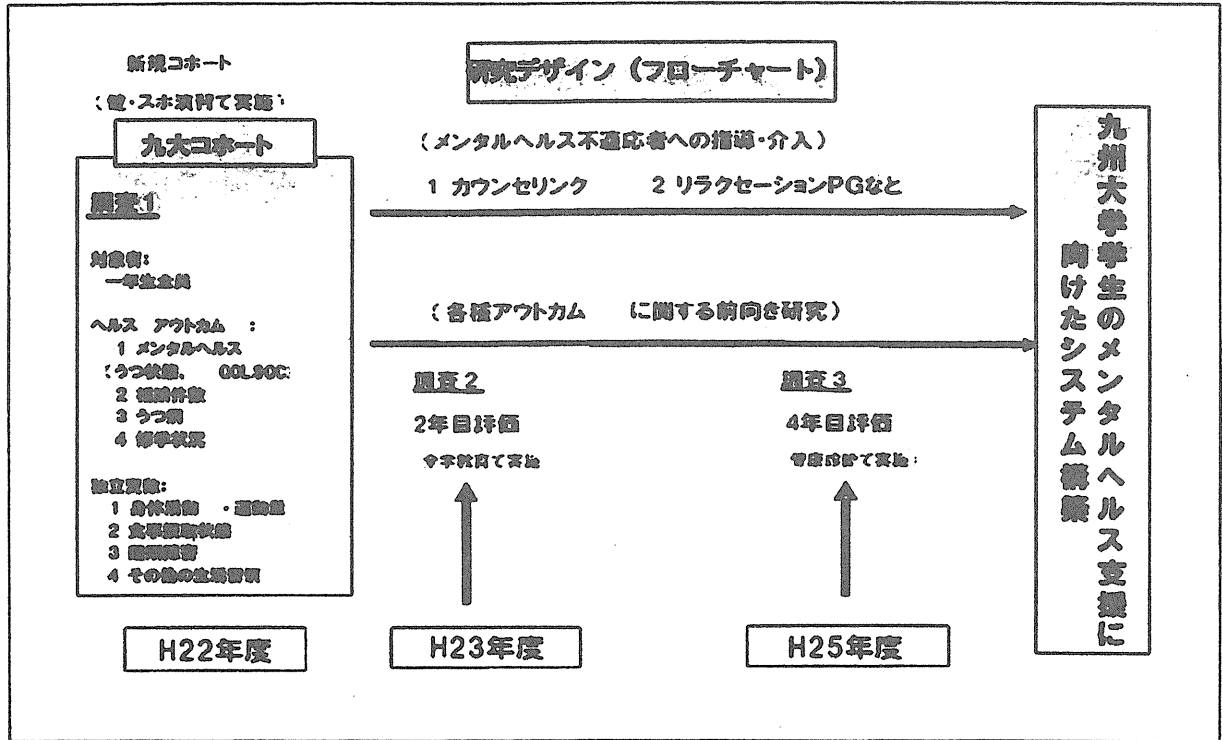 新規コホート
(健・スポ演習で実施)
研究デザイン(フローチャート)
九大コホート
調査1
対象者:
一年生全員
ヘルス アウトカム :
1 メンタルヘルス
(うつ状態,
2
3 うつ病
4 修学状況
独立変数:
1 身体活動 ・運動量
2 食事摂取状態
3 睡眠障害
4 その他の生活習慣
H22年度
(メンタルヘルス不適応者への指導・介入)
1 カウンセリンク 2 リラクセーションPGなと
(各種アウトカム に関する前向き研究)
調査2
2年目評価
H23年度
調査3
4年目評価
H25年度
九州大学学生のメンタルヘルス支援に
向けたシステム構築